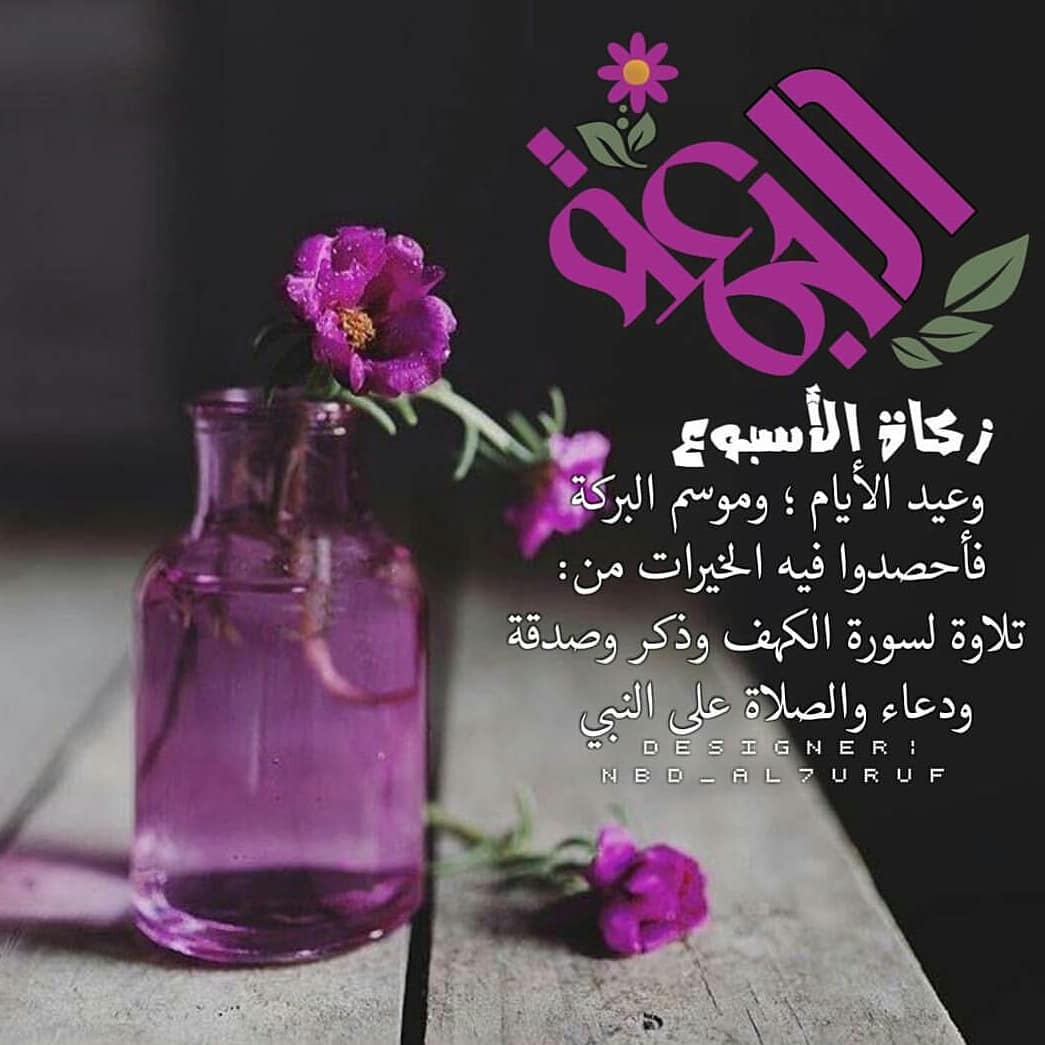 الجمعة
زكاة الأسبوع
وعيد الأيام ؛ وموسم البركة
فأحصدوا فيه الخيرات من:
تلاوة لسورة الكهف وذكر وصدقة
ودعاء والصلاة على النبي
DESIGNER:
NBD_AL7URUF